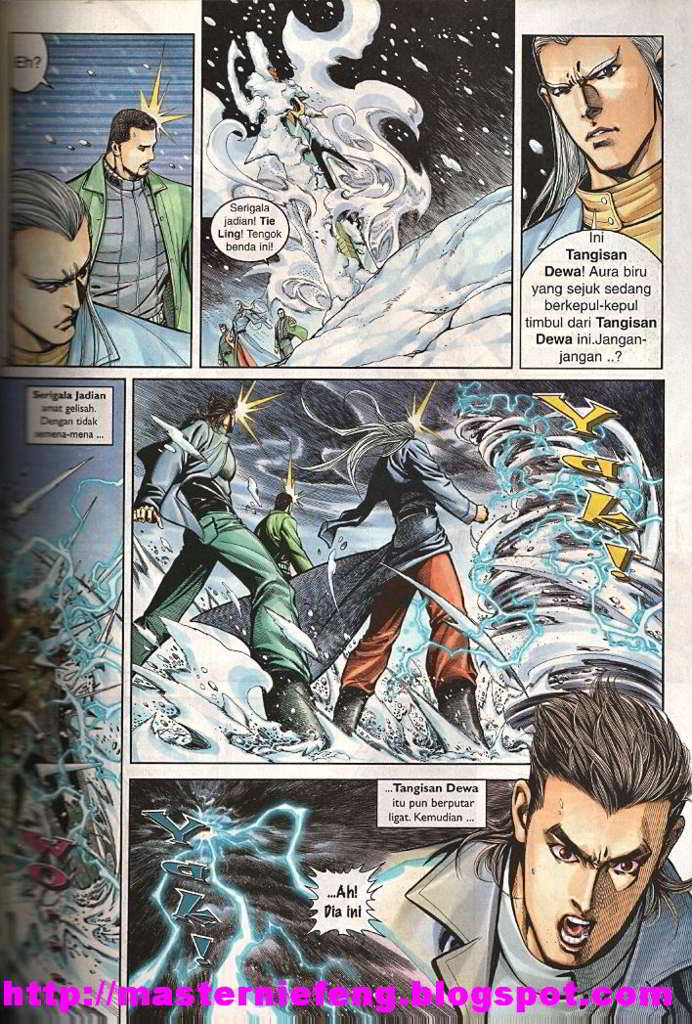 Eh?
Serigala
jadian! Tie
Ling! Tengok
benda ini!
Ini
Tangisan
Dewa! Aura biru
yang sejuk sedang
berkepul-kepul
timbul dari Tangisan
Dewa ini.Jangan-
jangan ..?
Serigala Jadian
amat gelisah.
Dengan tidak
semena-mena ...
Yak!
...Tangisan Dewa
itu pun berputar
ligat. Kemudian ...
Yak!
...Ah!
Dia ini
http://masterniefeng.blogspot.com